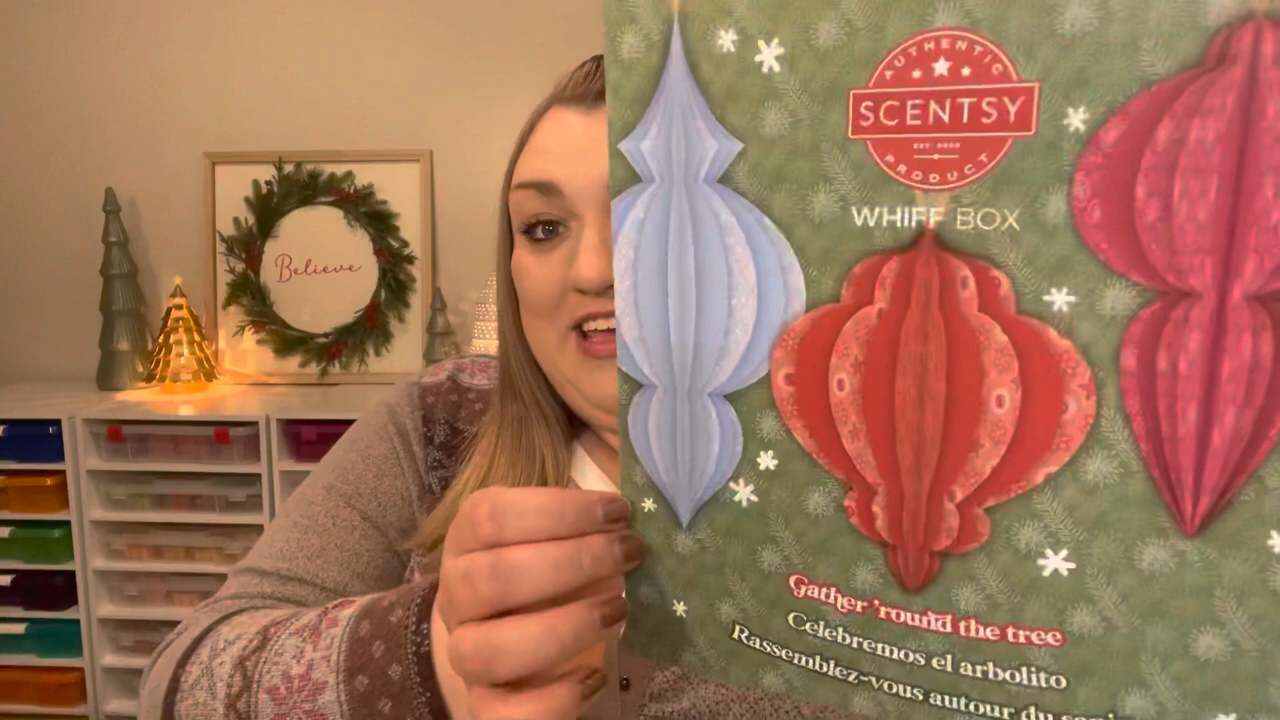 Believe
AUTHENTIC
SCENTSY
EST. 2004
PRODUCT
WHIFF BOX
Gather 'round the tree
Celebremos el arbolito
Rassemblez-vous autour du